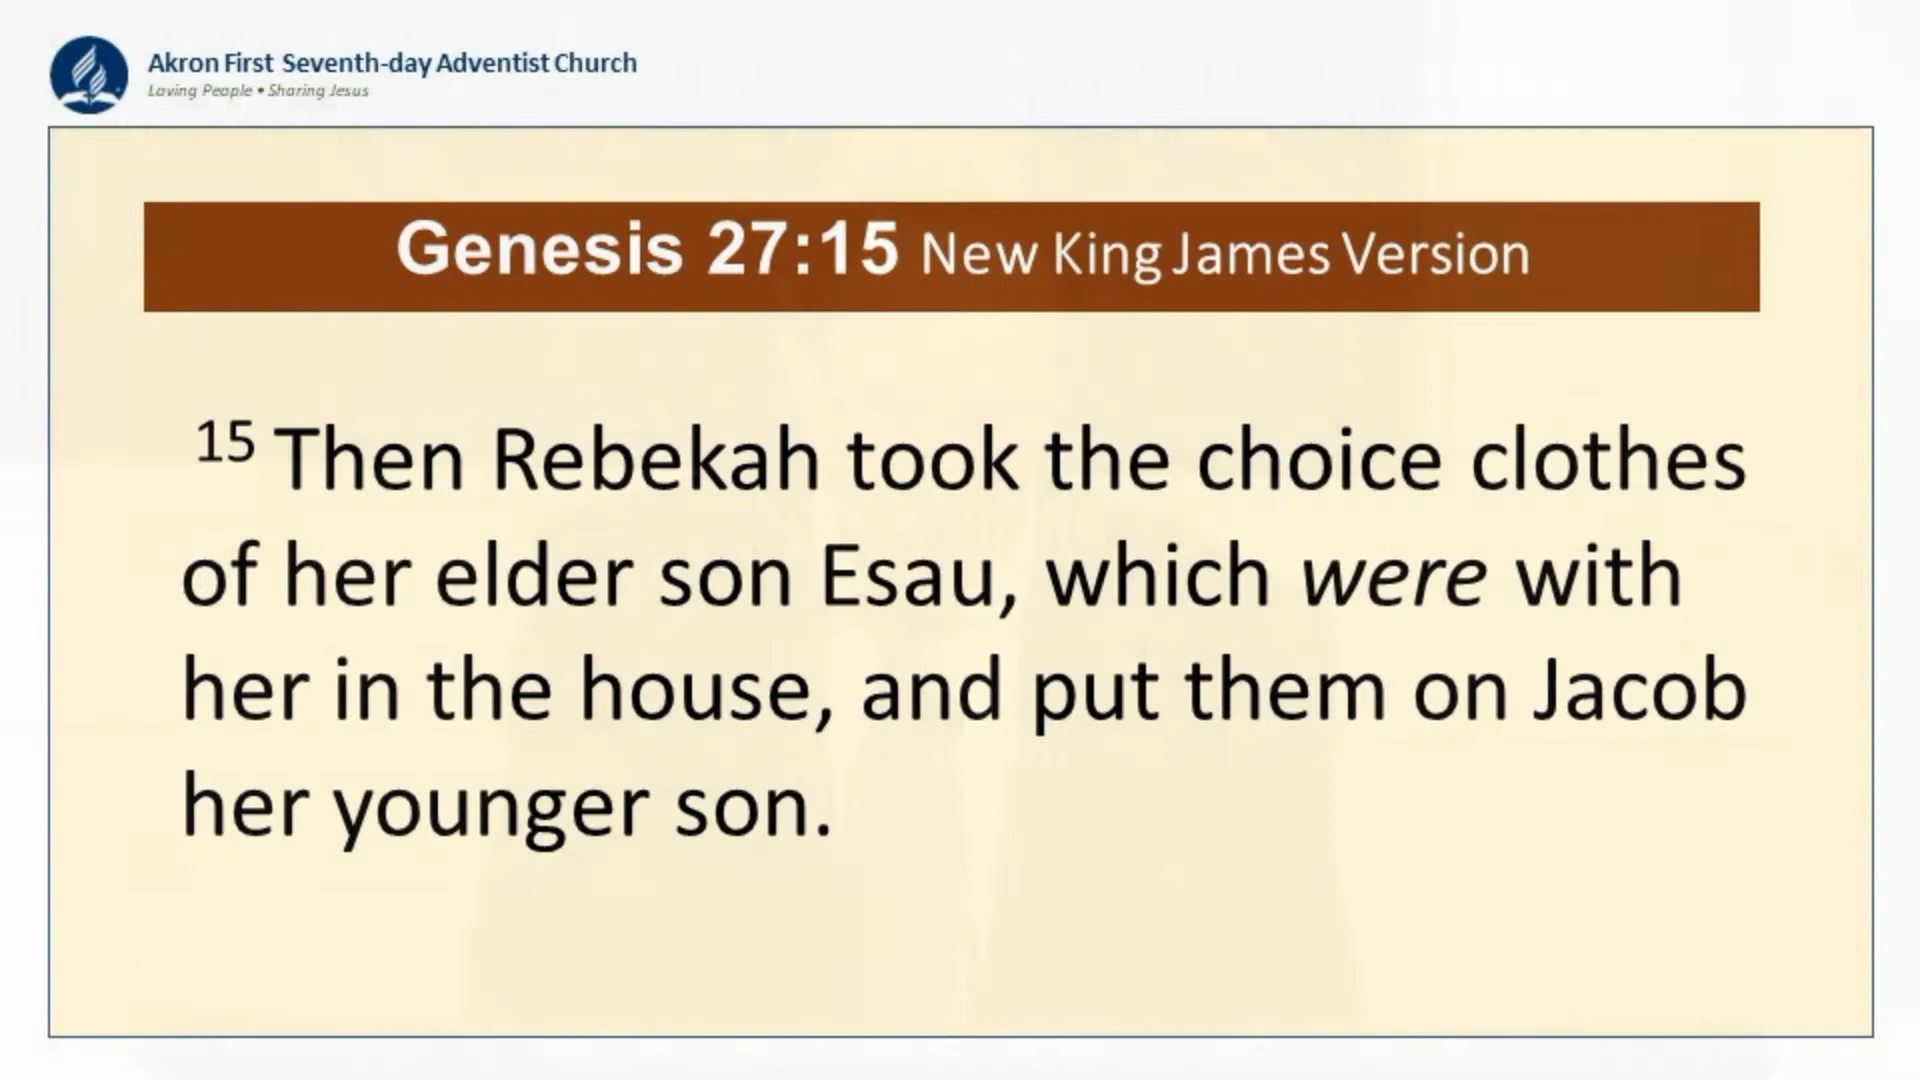 Akron First Seventh-day Adventist Church
Loving People • Sharing Jesus
Genesis 27:15 New King James Version
15 Then Rebekah took the choice clothes
of her elder son Esau, which were with
her in the house, and put them on Jacob
her younger son.